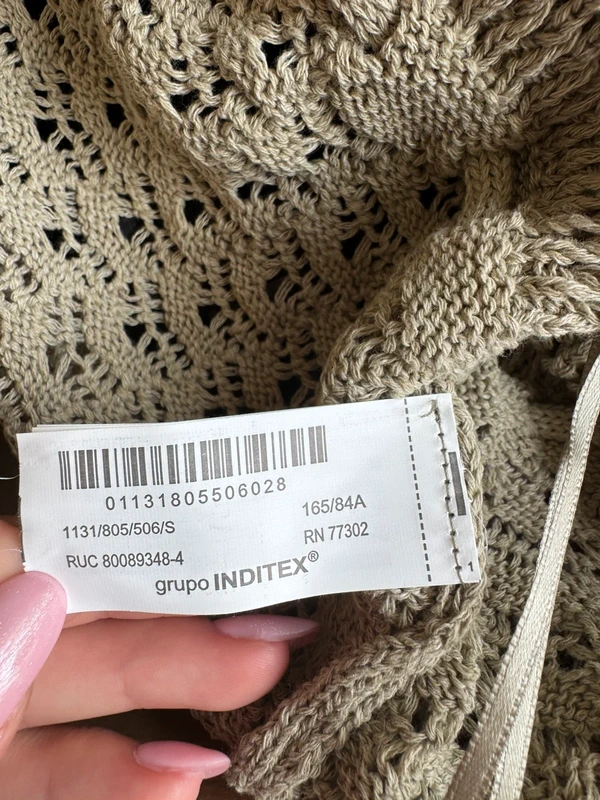 01131805506028
1131/805/506/S
165/84A
RUC 80089348-4
RN 77302
grupo INDITEX®
1